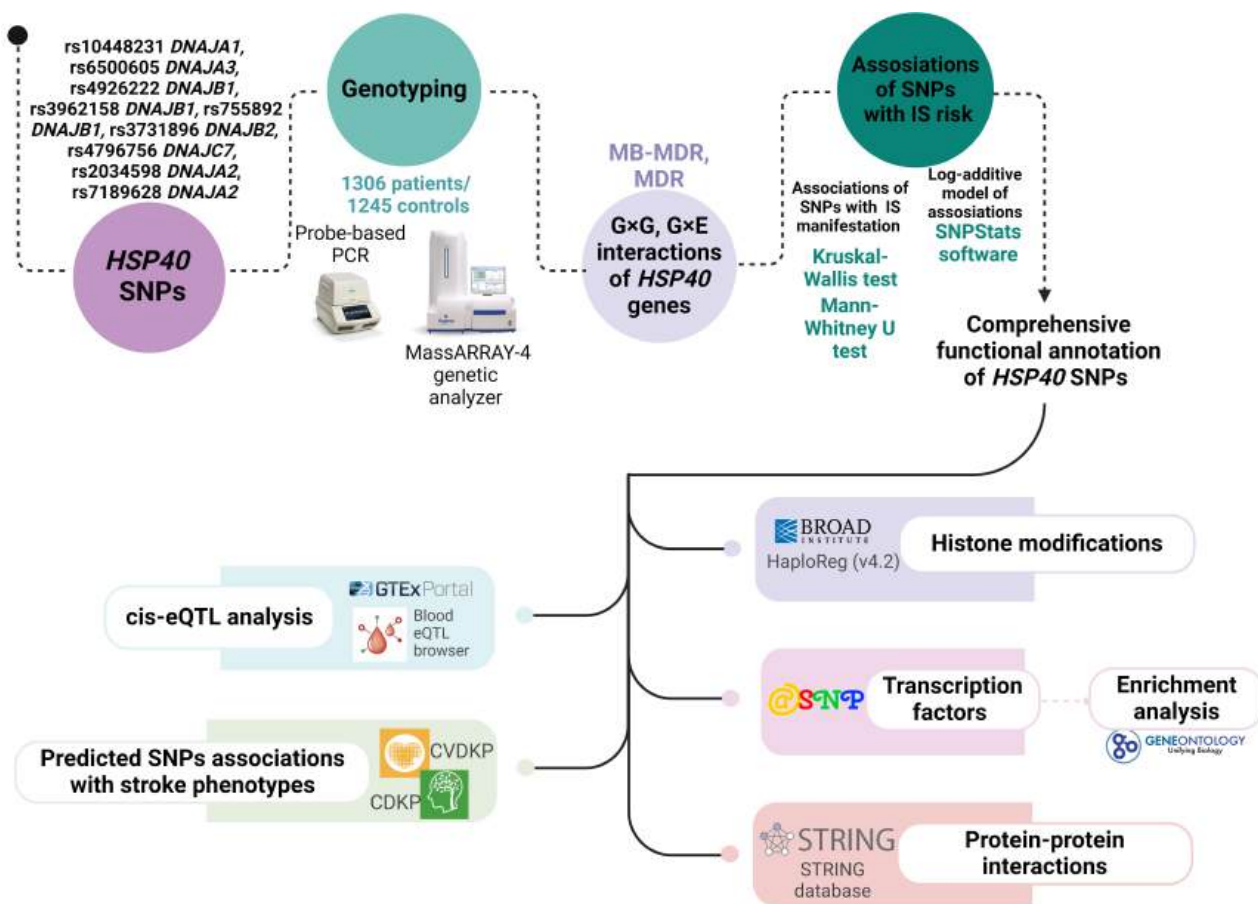 rs10448231 DNAJA1,
rs6500605 DNAJA3,
rs4926222 DNAJB1,
rs3962158 DNAJB1, rs755892
DNAJB1, rs3731896 DNAJB2,
rs4796756 DNAJC7,
rs2034598 DNAJA2,
rs7189628 DNAJA2
HSP40
SNPs
Genotyping
1306 patients/
1245 controls
Probe-based
PCR
MassARRAY-4
genetic
analyzer
MB-MDR,
MDR
G×G, G×E
interactions
of HSP40
genes
Assosiations
of SNPs
with IS risk
Associations of
SNPs with IS
manifestation
Kruskal-
Wallis test
Mann-
Whitney U
test
Log-additive
model of
assosiations
SNPStats
software
Comprehensive
functional annotation
of HSP40 SNPs
cis-eQTL analysis
GTExPortal
Blood
eQTL
browser
Predicted SNPs associations
with stroke phenotypes
CVDKP
CDKP
BROAD
INSTITUTE
HaploReg (v4.2)
Histone modifications
@SNP
Transcription
factors
Enrichment
analysis
GENEONTOLOGY
Unifying Biology
STRING
STRING
database
Protein-protein
interactions